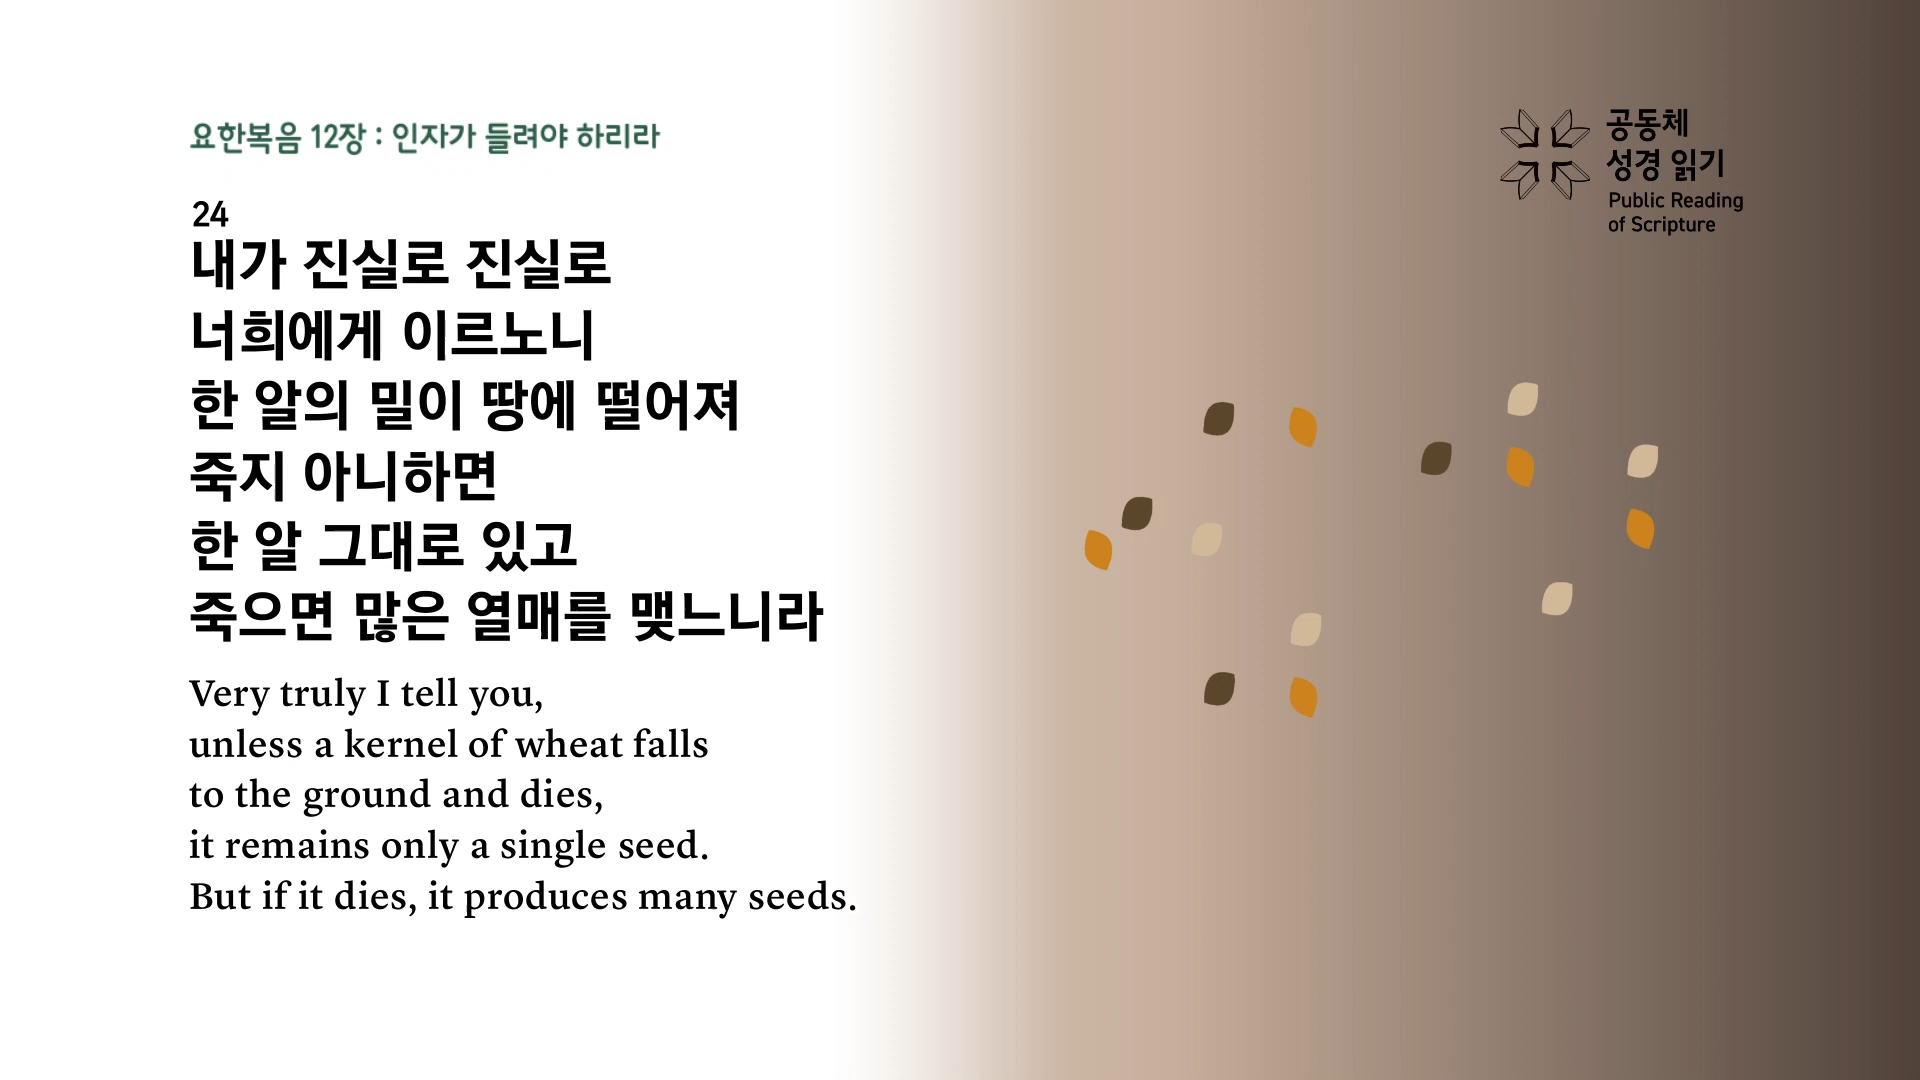 요한복음 12장 : 인자가 들려야 하리라
24
내가 진실로 진실로
너희에게 이르노니
한 알의 밀이 땅에 떨어져
죽지 아니하면
한 알 그대로 있고
죽으면 많은 열매를 맺느니라
Very truly I tell you,
unless a kernel of wheat falls
to the ground and dies,
it remains only a single seed.
But if it dies, it produces many seeds.
공동체
성경 읽기
Public Reading
of Scripture